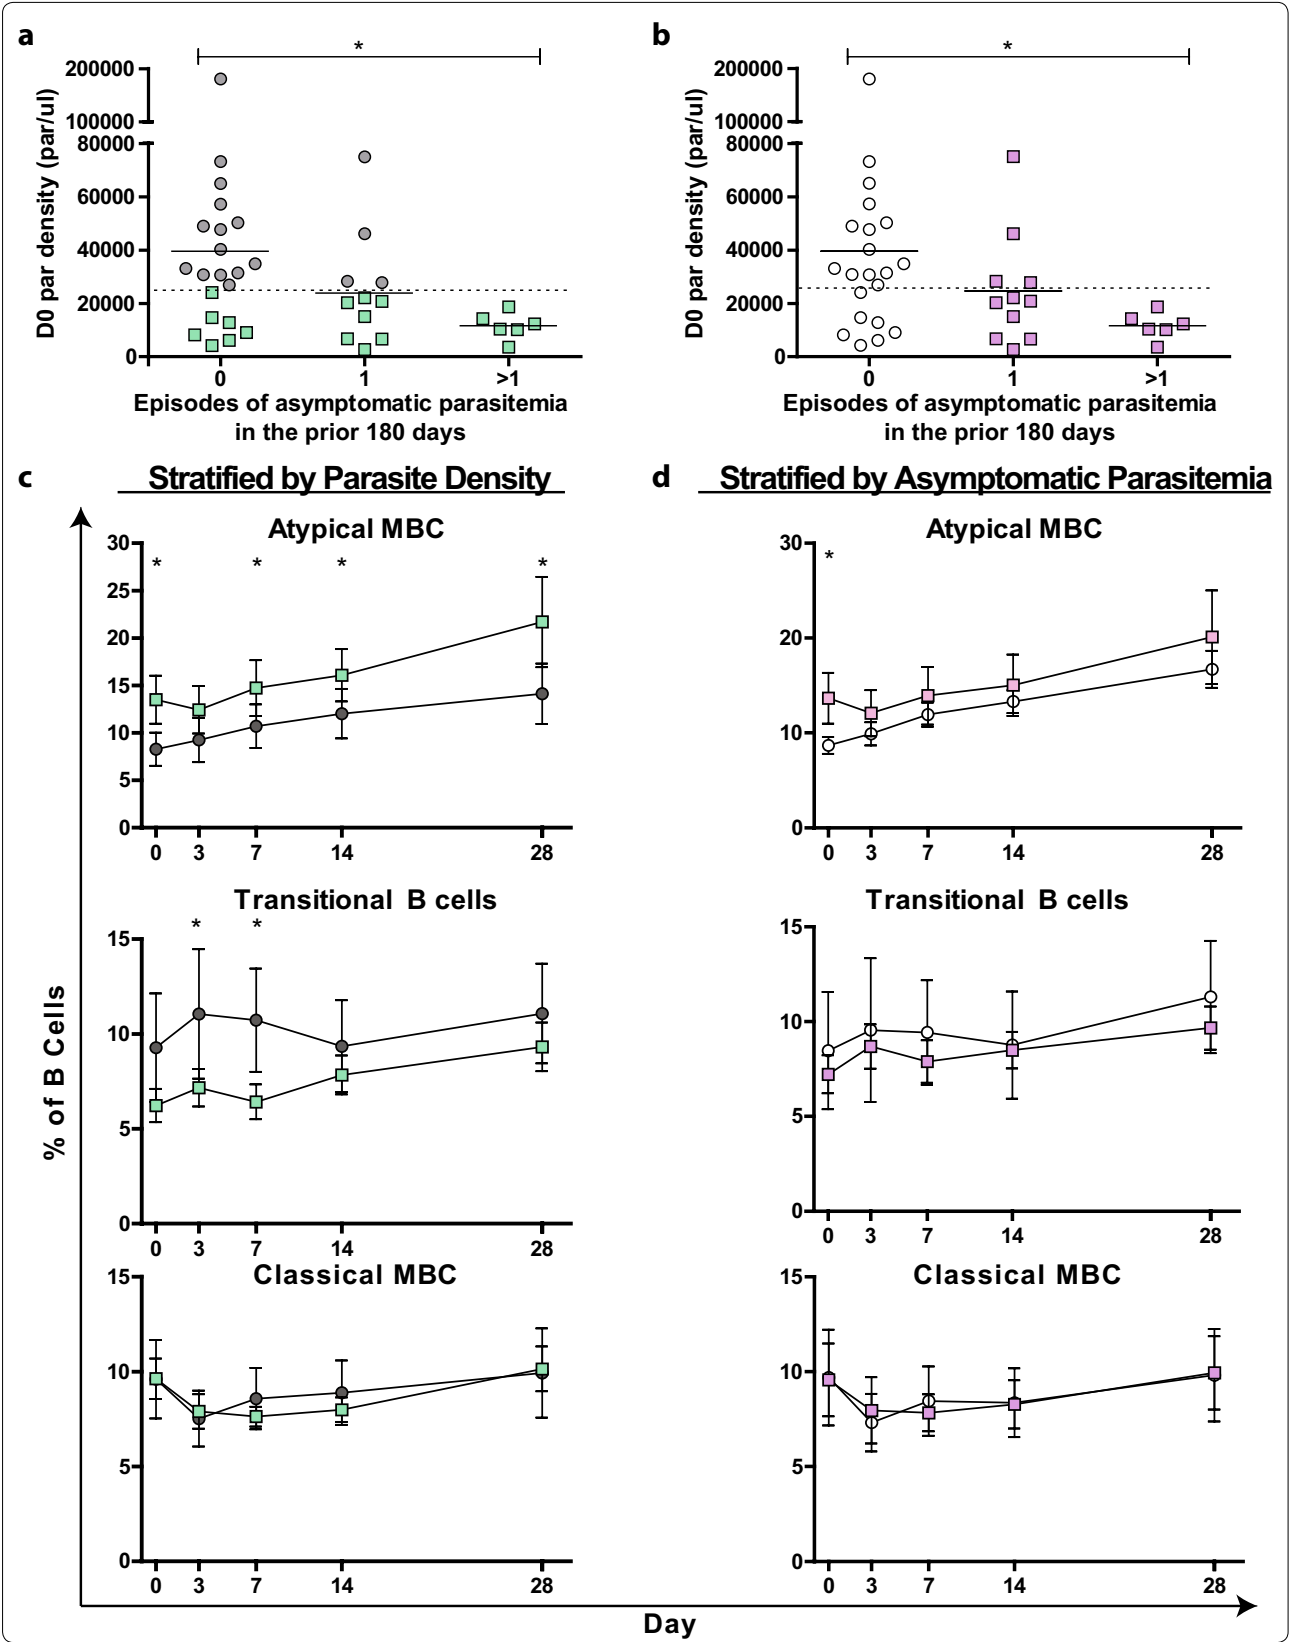 a
*
200000
100000
80000
60000
40000
20000
0
D0 par density (par/ul)
0 1 >1
Episodes of asymptomatic parasitemia
in the prior 180 days
b
*
200000
100000
80000
60000
40000
20000
0
D0 par density (par/ul)
0 1 >1
Episodes of asymptomatic parasitemia
in the prior 180 days
c Stratified by Parasite Density
Atypical MBC
* * * *
30
25
20
15
10
5
0
0 3 7 14 28
Transitional B cells
* *
15
10
5
0
0 3 7 14 28
Classical MBC
15
10
5
0
0 3 7 14 28
d Stratified by Asymptomatic Parasitemia
Atypical MBC
*
30
20
10
0
0 3 7 14 28
Transitional B cells
15
10
5
0
0 3 7 14 28
Classical MBC
15
10
5
0
0 3 7 14 28
% of B Cells
Day